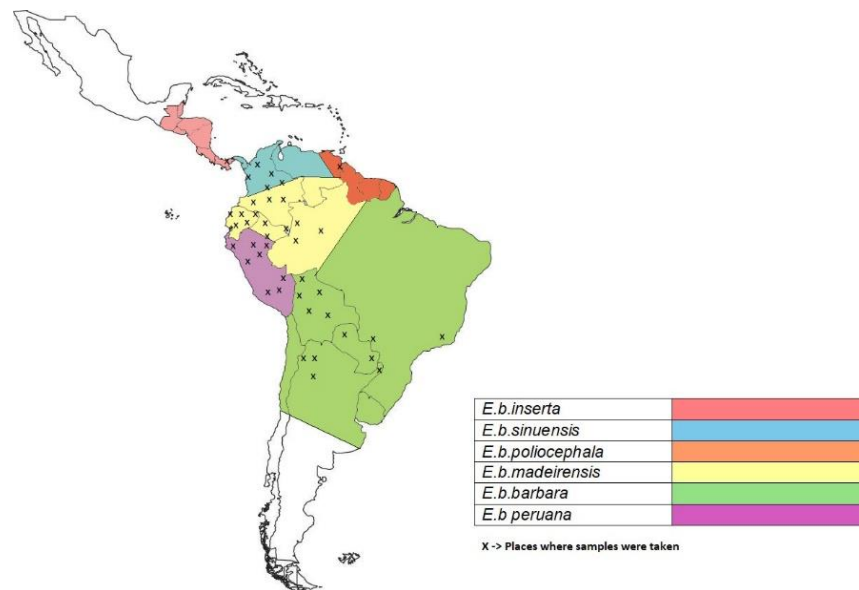 E.b.inserta
E.b.sinuensis
E.b.poliocephala
E.b.madeirensis
E.b.barbara
E.b peruana
X -> Places where samples were taken